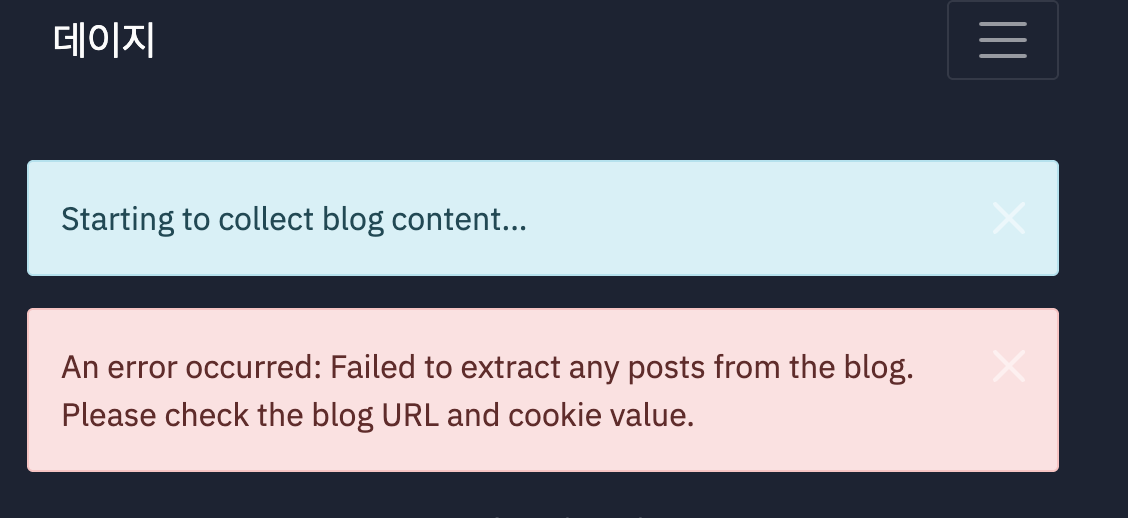 데이지
Starting to collect blog content...
An error occurred: Failed to extract any posts from the blog.
Please check the blog URL and cookie value.